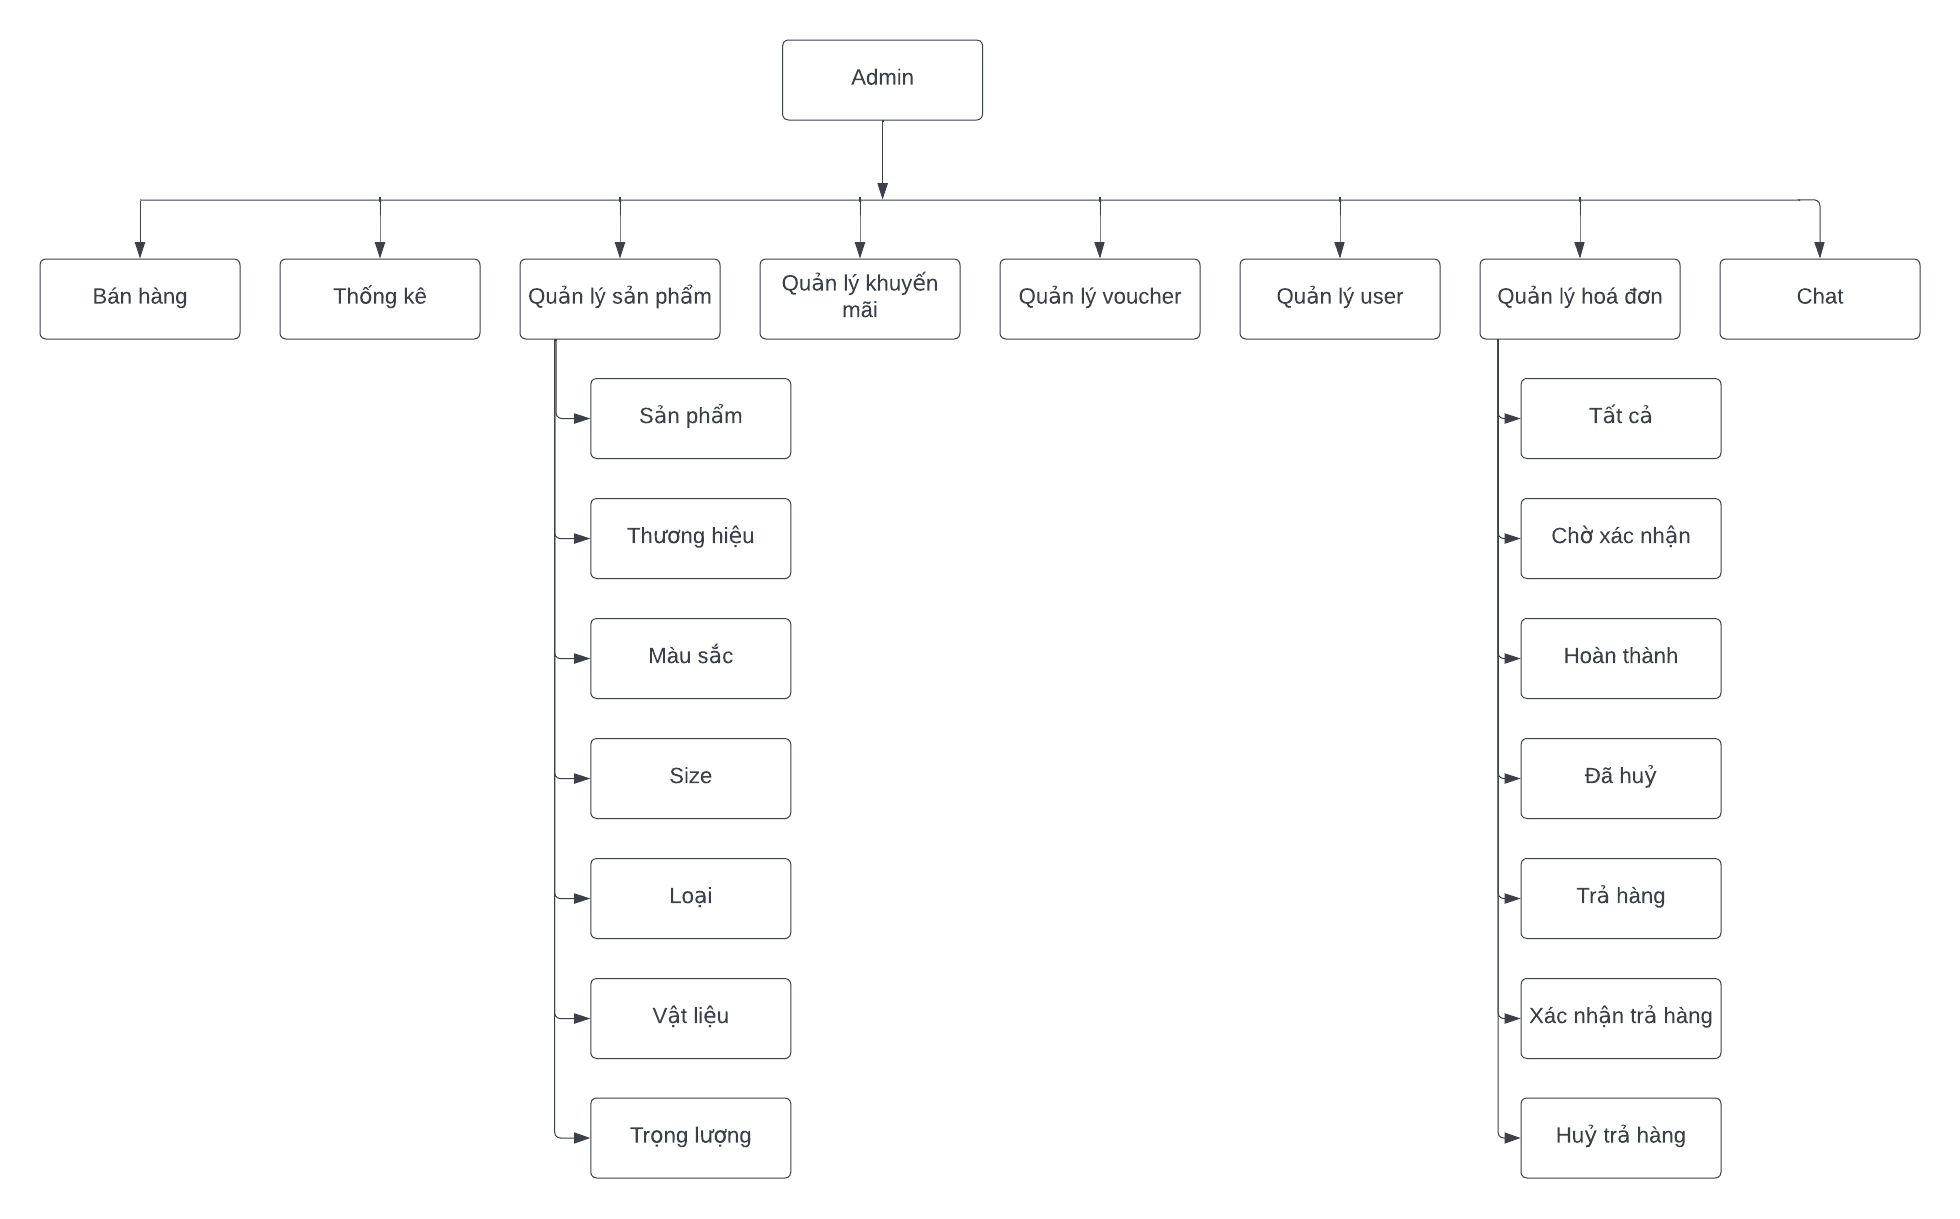 Admin
Bán hàng
Thống kê
Quản lý sản phẩm
Quản lý khuyến
mãi
Quản lý voucher
Quản lý user
Quản lý hoá đơn
Chat
Sản phẩm
Thương hiệu
Màu sắc
Size
Loại
Vật liệu
Trọng lượng
Tất cả
Chờ xác nhận
Hoàn thành
Đã huỷ
Trả hàng
Xác nhận trả hàng
Huỷ trả hàng